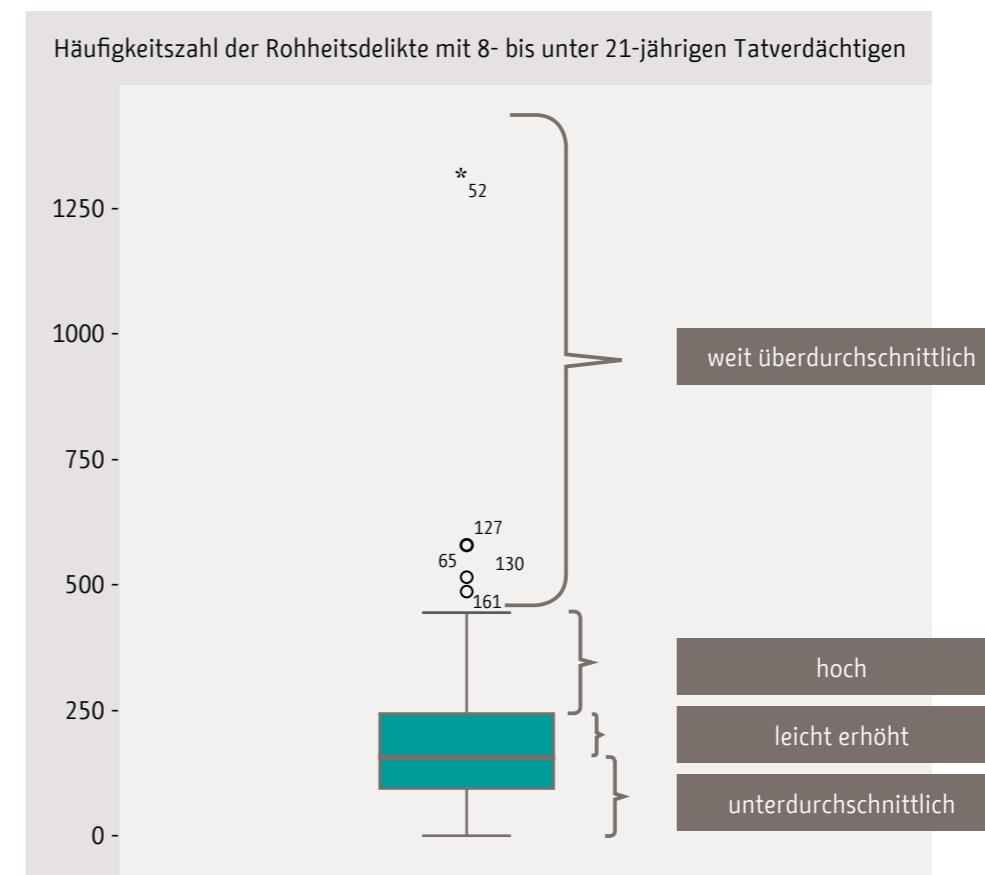 Häufigkeitszahl der Rohheitsdelikte mit 8- bis unter 21-jährigen Tatverdächtigen
*
52
1250 -
1000 -
weit überdurchschnittlich
750 -
127
65
130
500 -
161
hoch
250 -
leicht erhöht
unterdurchschnittlich
0 -